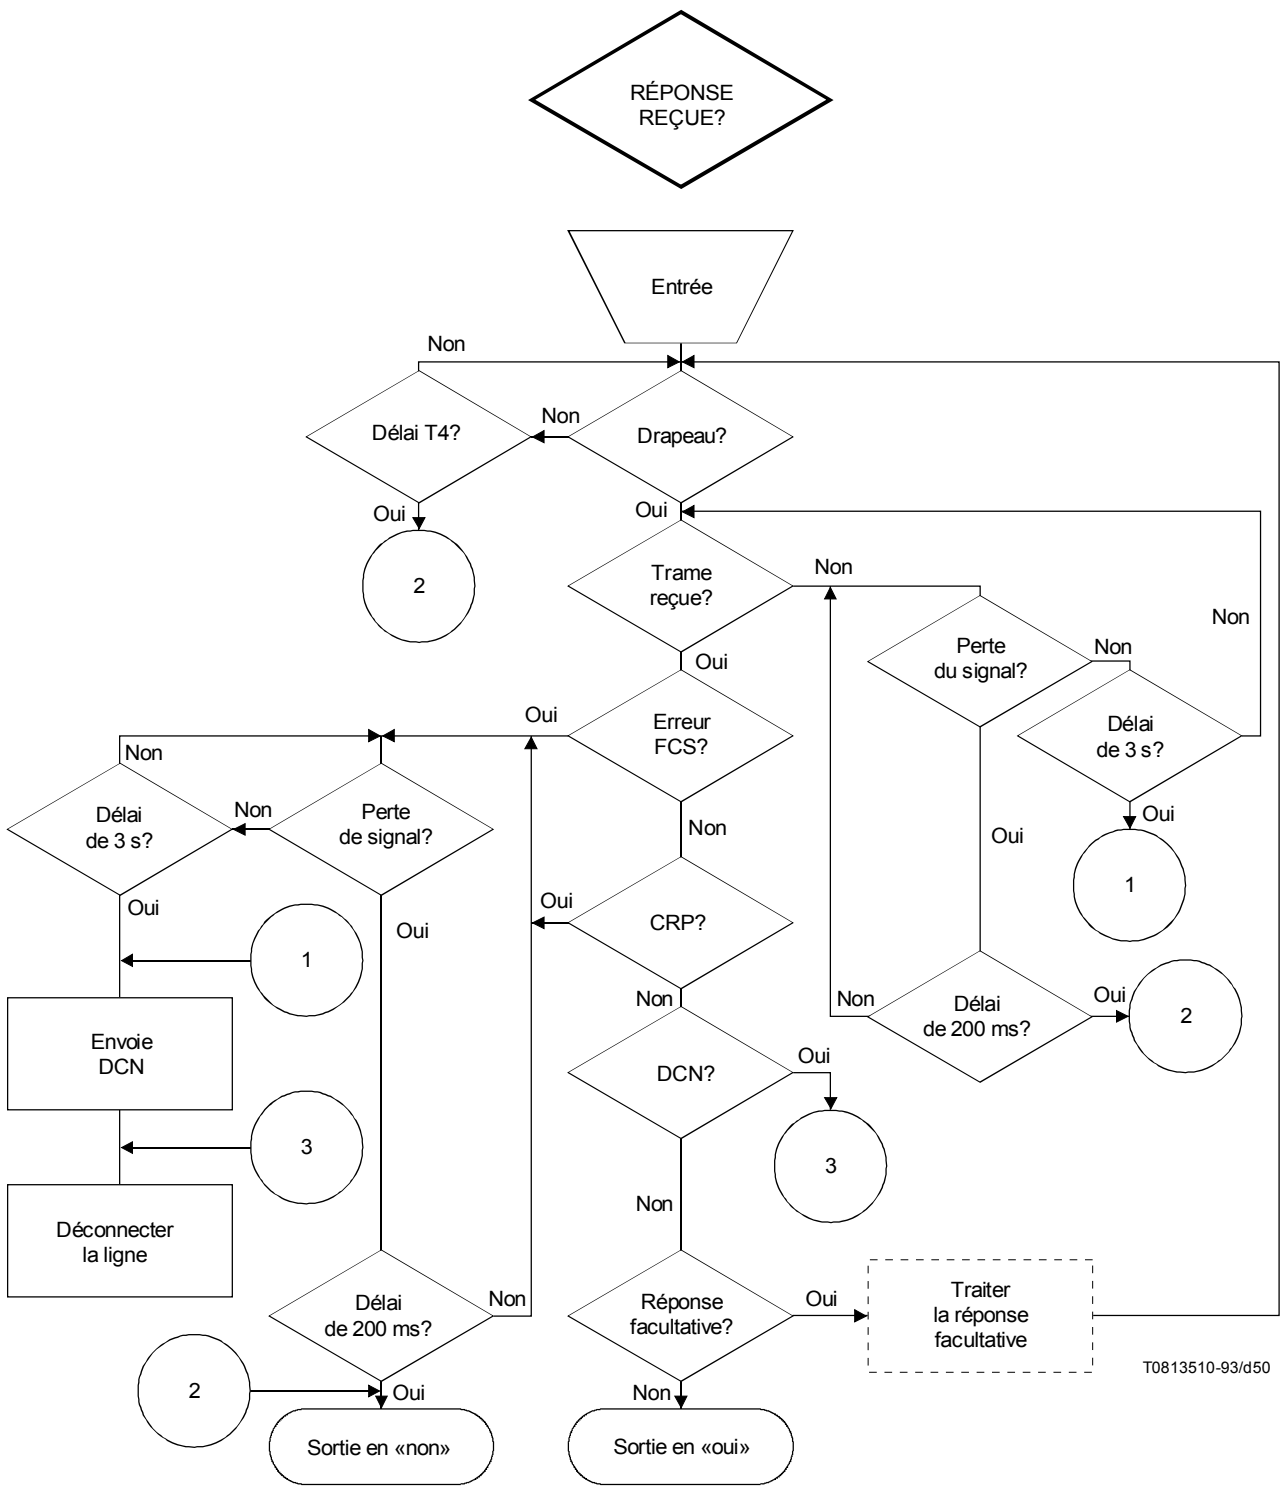 RÉPONSE
REÇUE?
Entrée
Non
Délai T4?
Non
Drapeau?
Oui
Oui
2
Trame
reçue?
Non
Non
Perte
du signal?
Non
Oui
Oui
Erreur
FCS?
Délai
de 3 s?
Non
Délai
de 3 s?
Non
Perte
de signal?
Non
Oui
Oui
1
Oui
Oui
Oui
CRP?
1
Non
Non
Délai
de 200 ms?
Oui
2
Envoie
DCN
DCN?
Oui
3
3
Non
Déconnecter
la ligne
Délai
de 200 ms?
Non
Réponse
facultative?
Oui
Traiter
la réponse
facultative
T0813510-93/d50
2
Oui
Non
Sortie en «non»
Sortie en «oui»